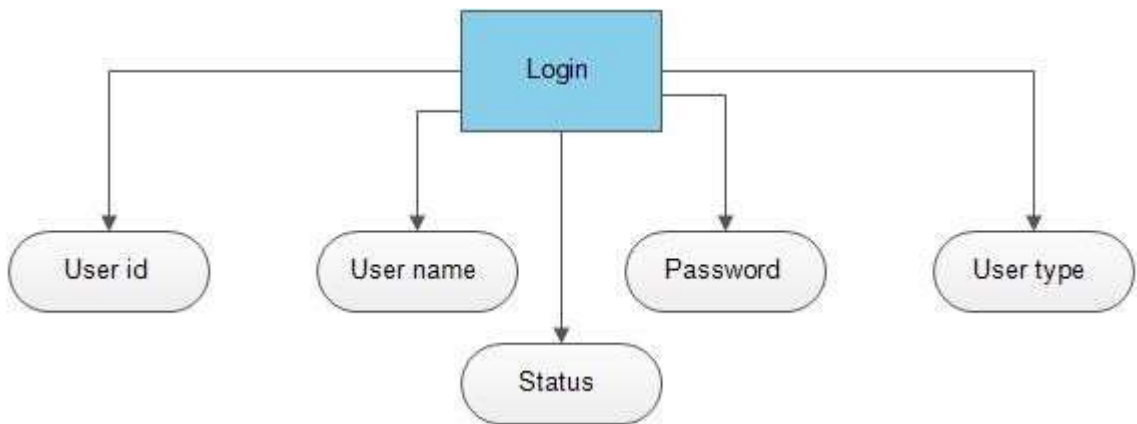 Login
User id
User name
Password
User type
Status